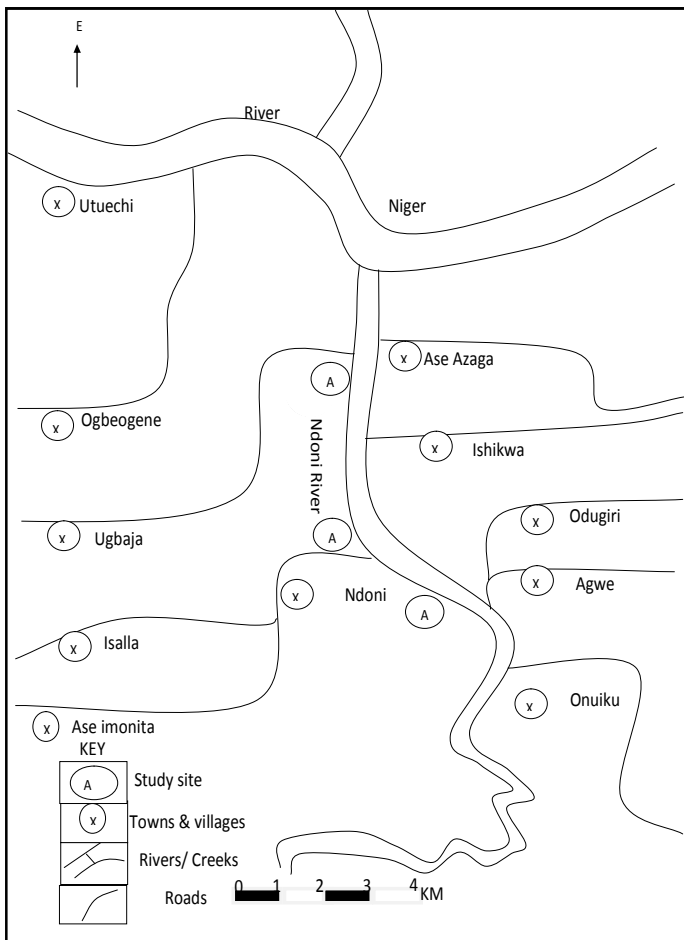 E
River
Niger
x Utuechi
x Ase Azaga
A
x Ogbeogene
x Ishikwa
Ndoni River
x Odugiri
x Ugbaja
A
x Agwe
x Ndoni
A
x Isalla
x Onuiku
x Ase imonita
KEY
A Study site
x Towns & villages
Rivers/ Creeks
Roads
0 1 2 3 4
KM